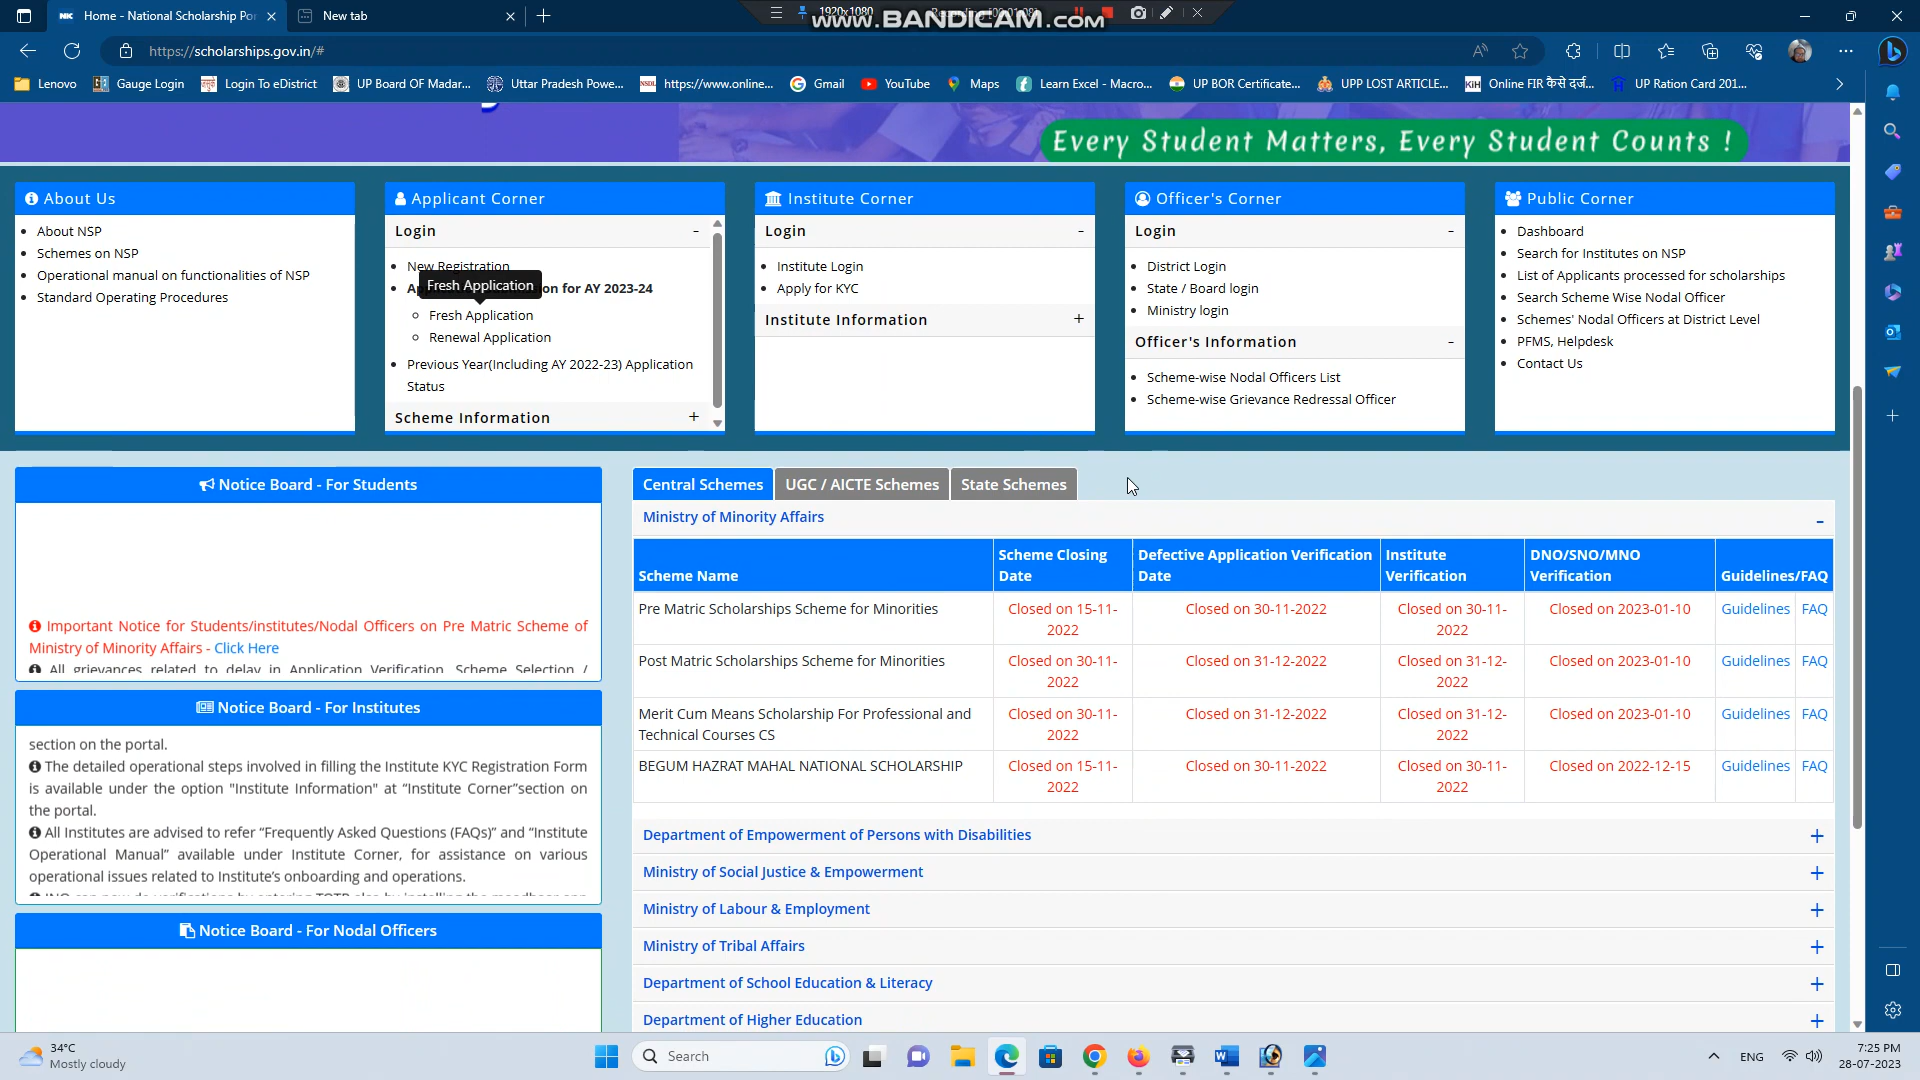 Home - National Scholarship Por
New tab
1920x1080
www.BANDICAM.com
https://scholarships.gov.in/#
Lenovo
Gauge Login
Login To eDistrict
UP Board OF Madar...
Uttar Pradesh Powe...
https://www.online...
Gmail
YouTube
Maps
Learn Excel - Macro...
UP BOR Certificate...
UPP LOST ARTICLE...
Online FIR कैसे दर्ज...
UP Ration Card 201...
Every Student Matters, Every Student Counts !
About Us
About NSP
Schemes on NSP
Operational manual on functionalities of NSP
Standard Operating Procedures
Applicant Corner
Login -
New Registration
Fresh Application
on for AY 2023-24
Fresh Application
Renewal Application
Previous Year(Including AY 2022-23) Application
Status
Scheme Information +
Institute Corner
Login -
Institute Login
Apply for KYC
Institute Information +
Officer's Corner
Login -
District Login
State / Board login
Ministry login
Officer's Information -
Scheme-wise Nodal Officers List
Scheme-wise Grievance Redressal Officer
Public Corner
Dashboard
Search for Institutes on NSP
List of Applicants processed for scholarships
Search Scheme Wise Nodal Officer
Schemes' Nodal Officers at District Level
PFMS, Helpdesk
Contact Us
Notice Board - For Students
Important Notice for Students/institutes/Nodal Officers on Pre Matric Scheme of
Ministry of Minority Affairs - Click Here
All grievances related to delay in Application Verification, Scheme Selection /
Notice Board - For Institutes
section on the portal.
The detailed operational steps involved in filling the Institute KYC Registration Form
is available under the option "Institute Information" at “Institute Corner”section on
the portal.
All Institutes are advised to refer “Frequently Asked Questions (FAQs)” and “Institute
Operational Manual” available under Institute Corner, for assistance on various
operational issues related to Institute's onboarding and operations.
Notice Board - For Nodal Officers
Central Schemes
UGC / AICTE Schemes
State Schemes
Ministry of Minority Affairs -
Scheme Name
Scheme Closing
Date
Defective Application Verification
Date
Institute
Verification
DNO/SNO/MNO
Verification
Guidelines/FAQ
Pre Matric Scholarships Scheme for Minorities
Closed on 15-11-
2022
Closed on 30-11-2022
Closed on 30-11-
2022
Closed on 2023-01-10
Guidelines
FAQ
Post Matric Scholarships Scheme for Minorities
Closed on 30-11-
2022
Closed on 31-12-2022
Closed on 31-12-
2022
Closed on 2023-01-10
Guidelines
FAQ
Merit Cum Means Scholarship For Professional and
Technical Courses CS
Closed on 30-11-
2022
Closed on 31-12-2022
Closed on 31-12-
2022
Closed on 2023-01-10
Guidelines
FAQ
BEGUM HAZRAT MAHAL NATIONAL SCHOLARSHIP
Closed on 15-11-
2022
Closed on 30-11-2022
Closed on 30-11-
2022
Closed on 2022-12-15
Guidelines
FAQ
Department of Empowerment of Persons with Disabilities +
Ministry of Social Justice & Empowerment +
Ministry of Labour & Employment +
Ministry of Tribal Affairs +
Department of School Education & Literacy +
Department of Higher Education +
34°C
Mostly cloudy
Search
ENG
7:25 PM
28-07-2023